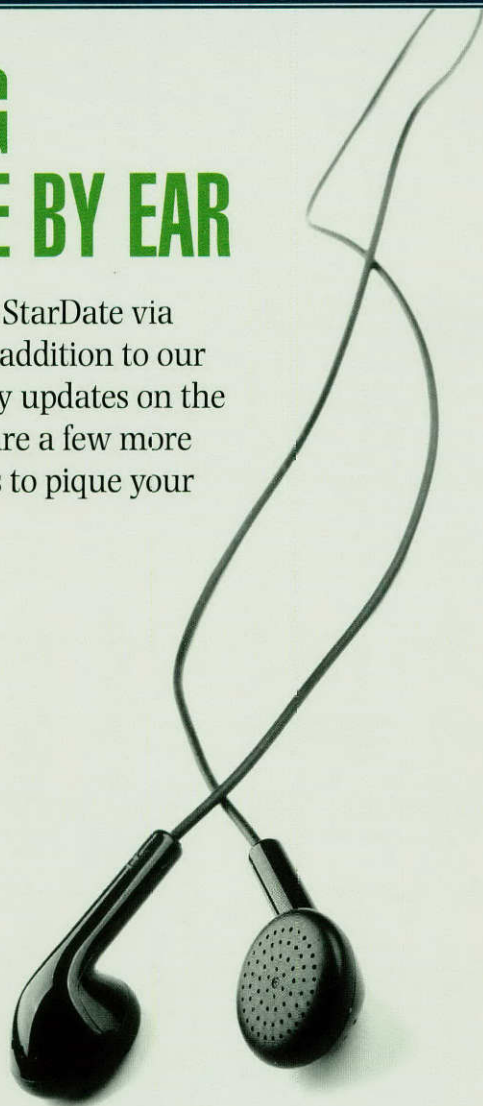 G
E BY EAR
StarDate via
addition to our
y updates on the
re a few more
s to pique your